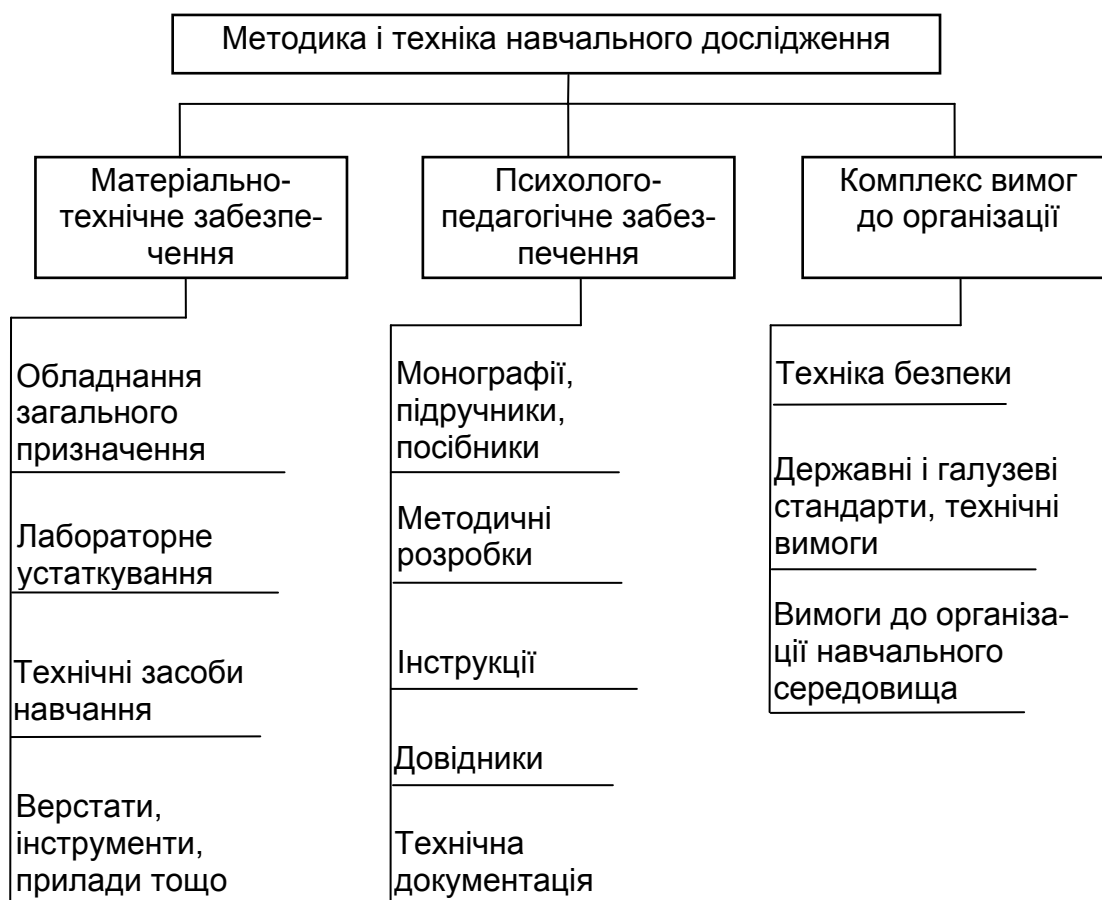 Методика і техніка навчального дослідження
Матеріально-
технічне забезпе-
чення
Психолого-
педагогічне забез-
печення
Комплекс вимог
до організації
Обладнання
загального
призначення
Лабораторне
устаткування
Технічні засоби
навчання
Верстати,
інструменти,
прилади тощо
Монографії,
підручники,
посібники
Методичні
розробки
Інструкції
Довідники
Технічна
документація
Техніка безпеки
Державні і галузеві
стандарти, технічні
вимоги
Вимоги до організа-
ції навчального
середовища